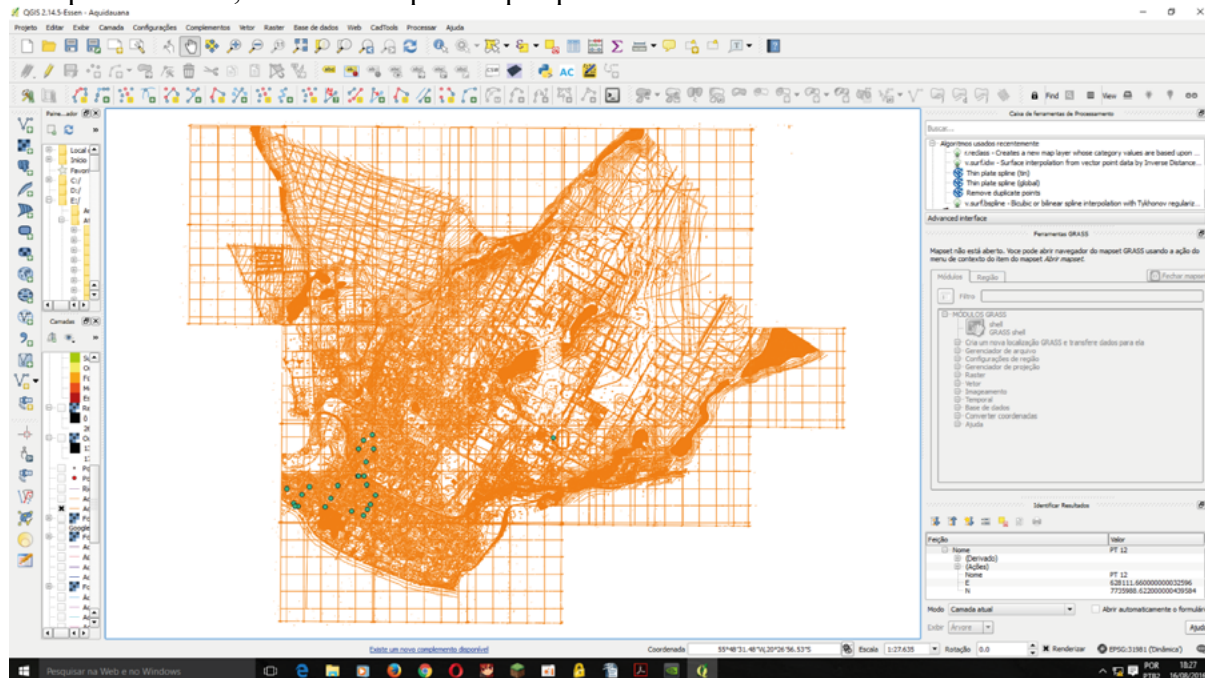 QGIS 2.14.5-Essen - Aquidauana
Projeto Editar Exibir Camada Configurações Complementos Vetor Raster Base de dados Web CadTools Processar Ajuda
Find View
Caixa de ferramentas de Processamento
Buscar...
Algoritmos usados recentemente
r.reclass - Creates a new map layer whose category values are based upon ...
v.surf.idw - Surface interpolation from vector point data by Inverse Distance...
Thin plate spline (tin)
Thin plate spline (global)
Remove duplicate points
v.surf.bspline - Bicubic or bilinear spline interpolation with Tykhonov regulariz...
Advanced interface
Ferramentas GRASS
Mapset não está aberto. Voce pode abrir navegador do mapset GRASS usando a ação do
menu de contexto do item do mapset Abrir mapset.
Módulos Região Fechar mapset
Filtro
MÓDULOS GRASS
shell
GRASS shell
Cria um nova localização GRASS e transfere dados para ela
Gerenciador de arquivo
Configurações de região
Gerenciador de projeção
Raster
Vetor
Imageamento
Temporal
Base de dados
Converter coordenadas
Ajuda
Início
C:/
D:/
E:/
Camadas
Google
Identificar Resultados
Feição Valor
Nome PT 12
(Derivado)
(Ações)
Nome PT 12
E 628111.660000000032596
N 7735988.622000000439584
Modo Camada atual Abrir automaticamente o formulário
Exibir Árvore Ajuda
Existe um novo complemento disponível
Coordenada 55°48'31.48"W,20°26'56.53"S Escala 1:27.635 Rotação 0.0 Renderizar EPSG:31981 (Dinâmica)
Pesquisar na Web e no Windows
POR 18:27
PTB2 16/08/2016